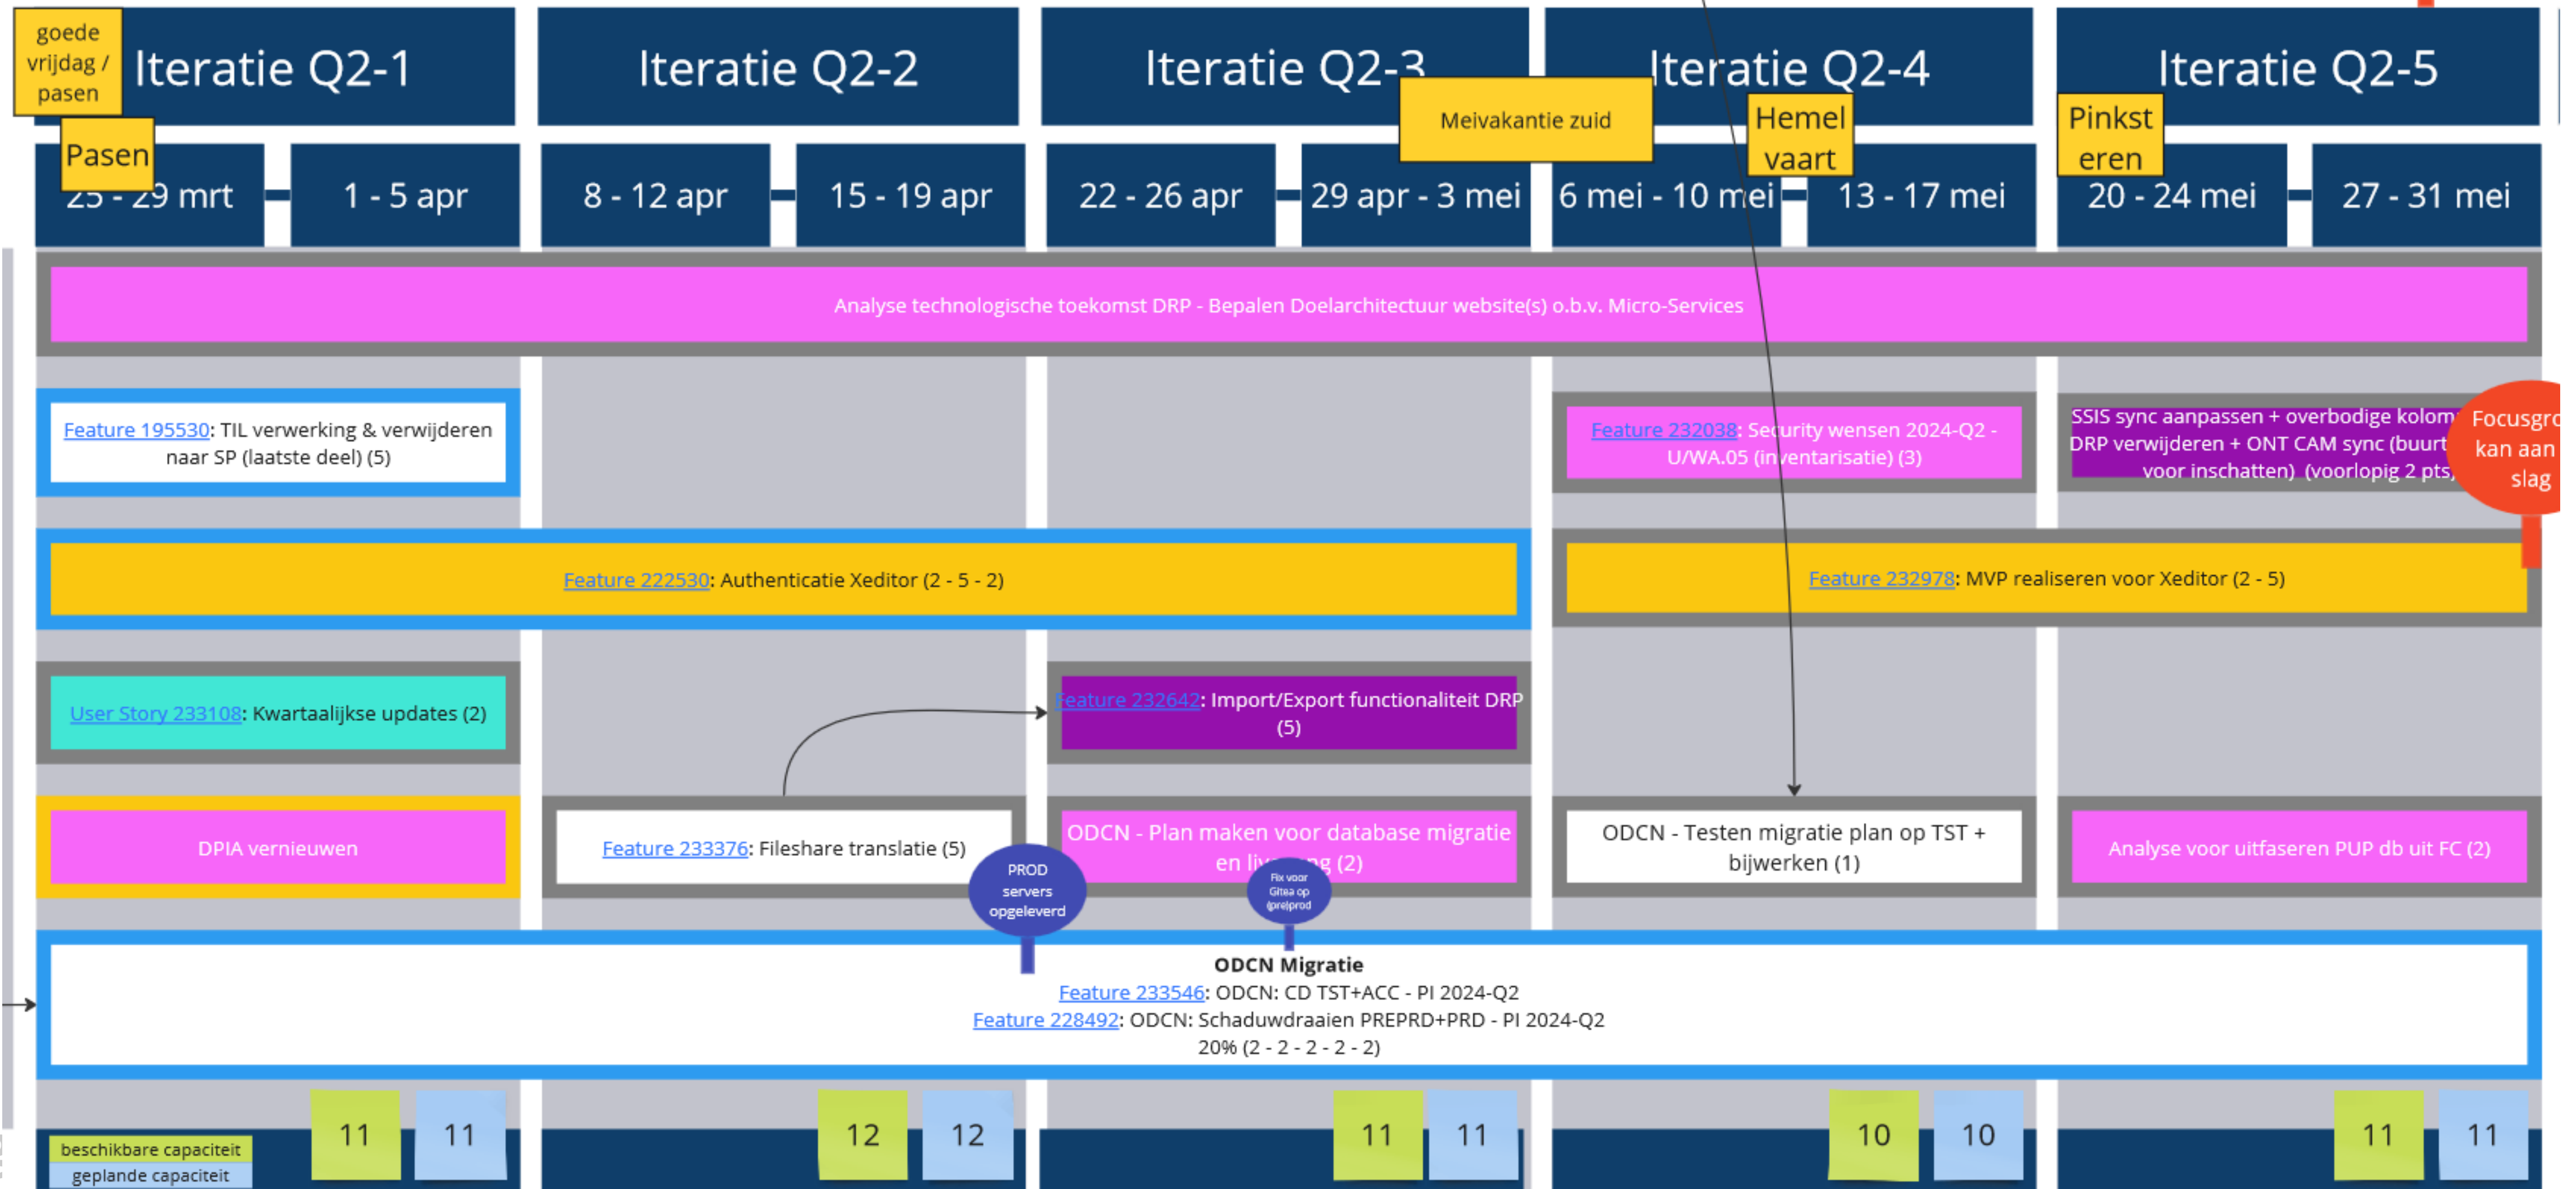 goede
vrijdag /
pasen
Iteratie Q2-1
Iteratie Q2-2
Iteratie Q2-3
Iteratie Q2-4
Iteratie Q2-5
Pasen
Meivakantie zuid
Hemel
vaart
Pinkst
eren
25 - 29 mrt
1 - 5 apr
8 - 12 apr
15 - 19 apr
22 - 26 apr
29 apr - 3 mei
6 mei - 10 mei
13 - 17 mei
20 - 24 mei
27 - 31 mei
Analyse technologische toekomst DRP - Bepalen Doelarchitectuur website(s) o.b.v. Micro-Services
Feature 195530: TIL verwerking & verwijderen
naar SP (laatste deel) (5)
Feature 232038: Security wensen 2024-Q2 -
U/WA.05 (inventarisatie) (3)
SSIS sync aanpassen + overbodige kolom
DRP verwijderen + ONT CAM sync (buurt
voor inschatten) (voorlopig 2 pts)
Focusgro
kan aan
slag
Feature 222530: Authenticatie Xeditor (2 - 5 - 2)
Feature 232978: MVP realiseren voor Xeditor (2 - 5)
User Story 233108: Kwartaalijkse updates (2)
Feature 232642: Import/Export functionaliteit DRP
(5)
DPIA vernieuwen
Feature 233376: Fileshare translatie (5)
ODCN - Plan maken voor database migratie
en (2)
ODCN - Testen migratie plan op TST +
bijwerken (1)
Analyse voor uitfaseren PUP db uit FC (2)
PROD
servers
opgeleverd
Fix voor
Gitea op
(pre)prod
ODCN Migratie
Feature 233546: ODCN: CD TST+ACC - PI 2024-Q2
Feature 228492: ODCN: Schaduwdraaien PREPRD+PRD - PI 2024-Q2
20% (2 - 2 - 2 - 2 - 2)
beschikbare capaciteit
geplande capaciteit
11
11
12
12
11
11
10
10
11
11